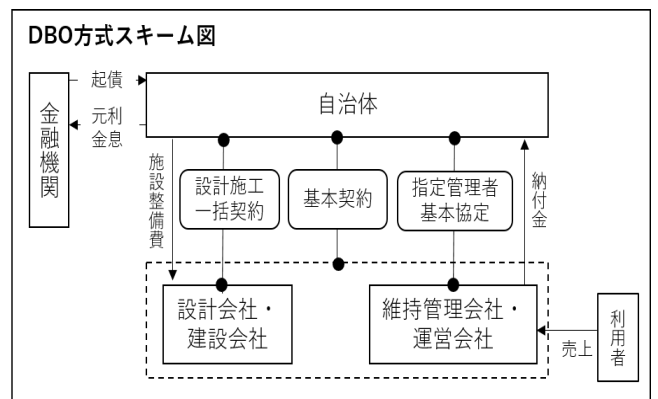 DBO方式スキーム図
起債
元利
金息
金融機関
自治体
施設整備費
設計施工
一括契約
基本契約
指定管理者
基本協定
納付金
設計会社・
建設会社
維持管理会社・
運営会社
売上
利用者